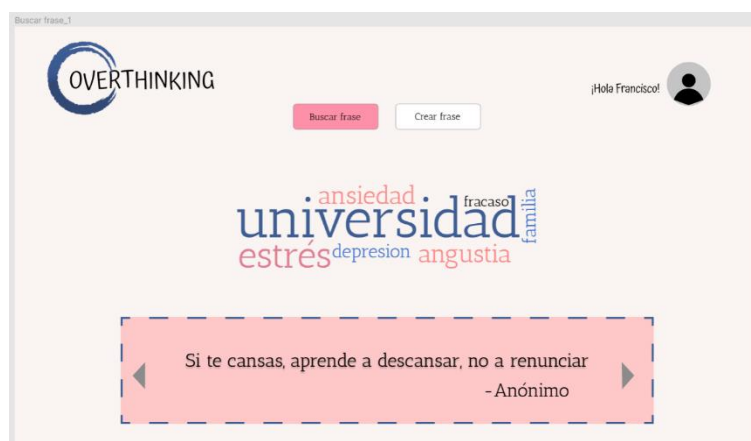 Buscar frase_1
OVERTHINKING
¡Hola Francisco!
Buscar frase
Crear frase
ansiedad
fracaso
familia
universidad
estrés
depresion
angustia
Si te cansas, aprende a descansar, no a renunciar
-Anónimo